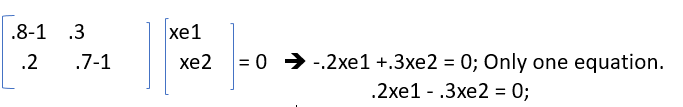 .8-1 .3 xe1
.2 .7-1 xe2 = 0 ➔ -.2xe1 +.3xe2 = 0; Only one equation.
.2xe1 - .3xe2 = 0;